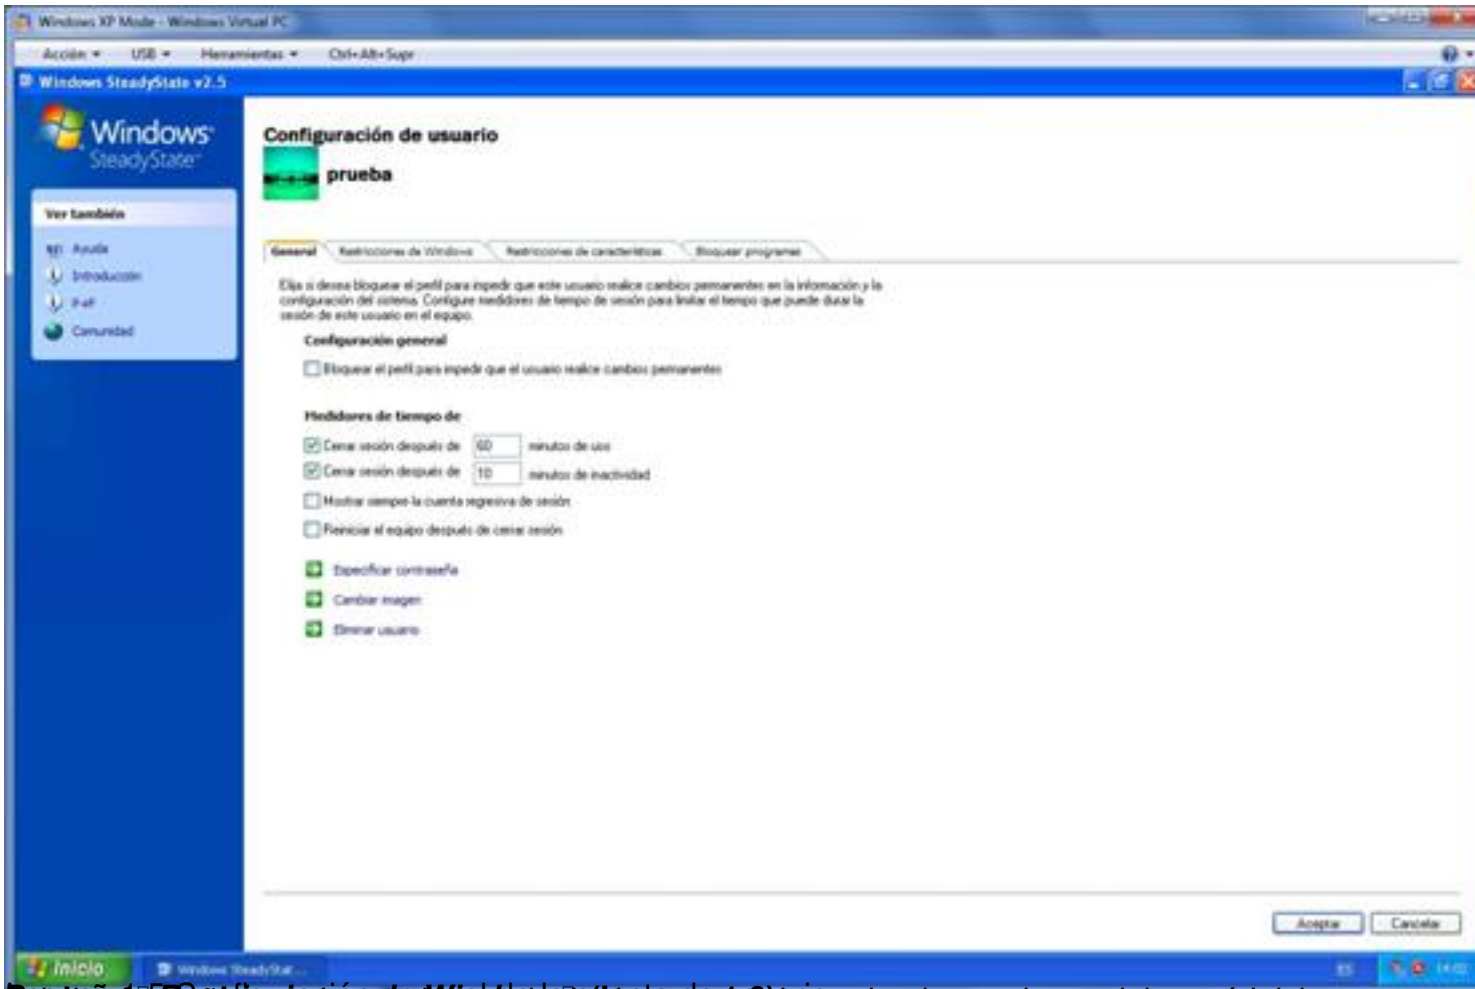 Windows XP Mode - Windows Virtual PC
Acción USB Herramientas Ctrl+Alt+Supr
Windows SteadyState v2.5
Windows
SteadyState
Configuración de usuario
prueba
Ver también
Ayuda
Introducción
P+F
Comunidad
General Restricciones de Windows Restricciones de características Bloquear programas
Elija si desea bloquear el perfil para impedir que este usuario realice cambios permanentes en la información y la
configuración del sistema. Configure medidores de tiempo de sesión para limitar el tiempo que puede durar la
sesión de este usuario en el equipo.
Configuración general
Bloquear el perfil para impedir que el usuario realice cambios permanentes
Medidores de tiempo de
Cerrar sesión después de 60 minutos de uso
Cerrar sesión después de 10 minutos de inactividad
Mostrar siempre la cuenta regresiva de sesión
Reiniciar el equipo después de cerrar sesión
Especificar contraseña
Cambiar imagen
Eliminar usuario
Aceptar Cancelar
Inicio Windows SteadyStat... ES 14:02